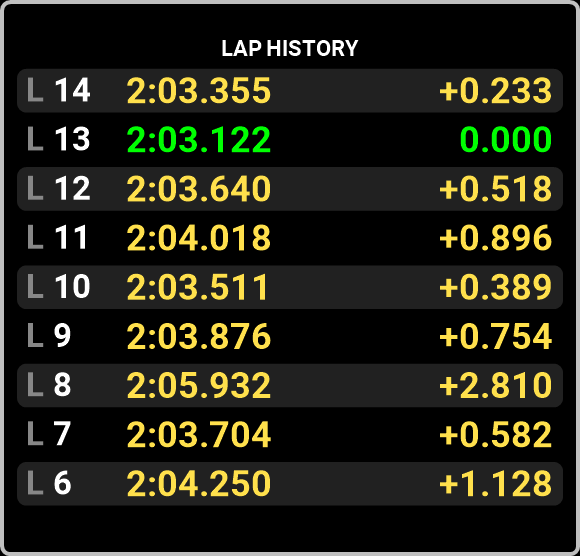 LAP HISTORY
L 14 2:03.355 +0.233
L 13 2:03.122 0.000
L 12 2:03.640 +0.518
L 11 2:04.018 +0.896
L 10 2:03.511 +0.389
L 9 2:03.876 +0.754
L 8 2:05.932 +2.810
L 7 2:03.704 +0.582
L 6 2:04.250 +1.128